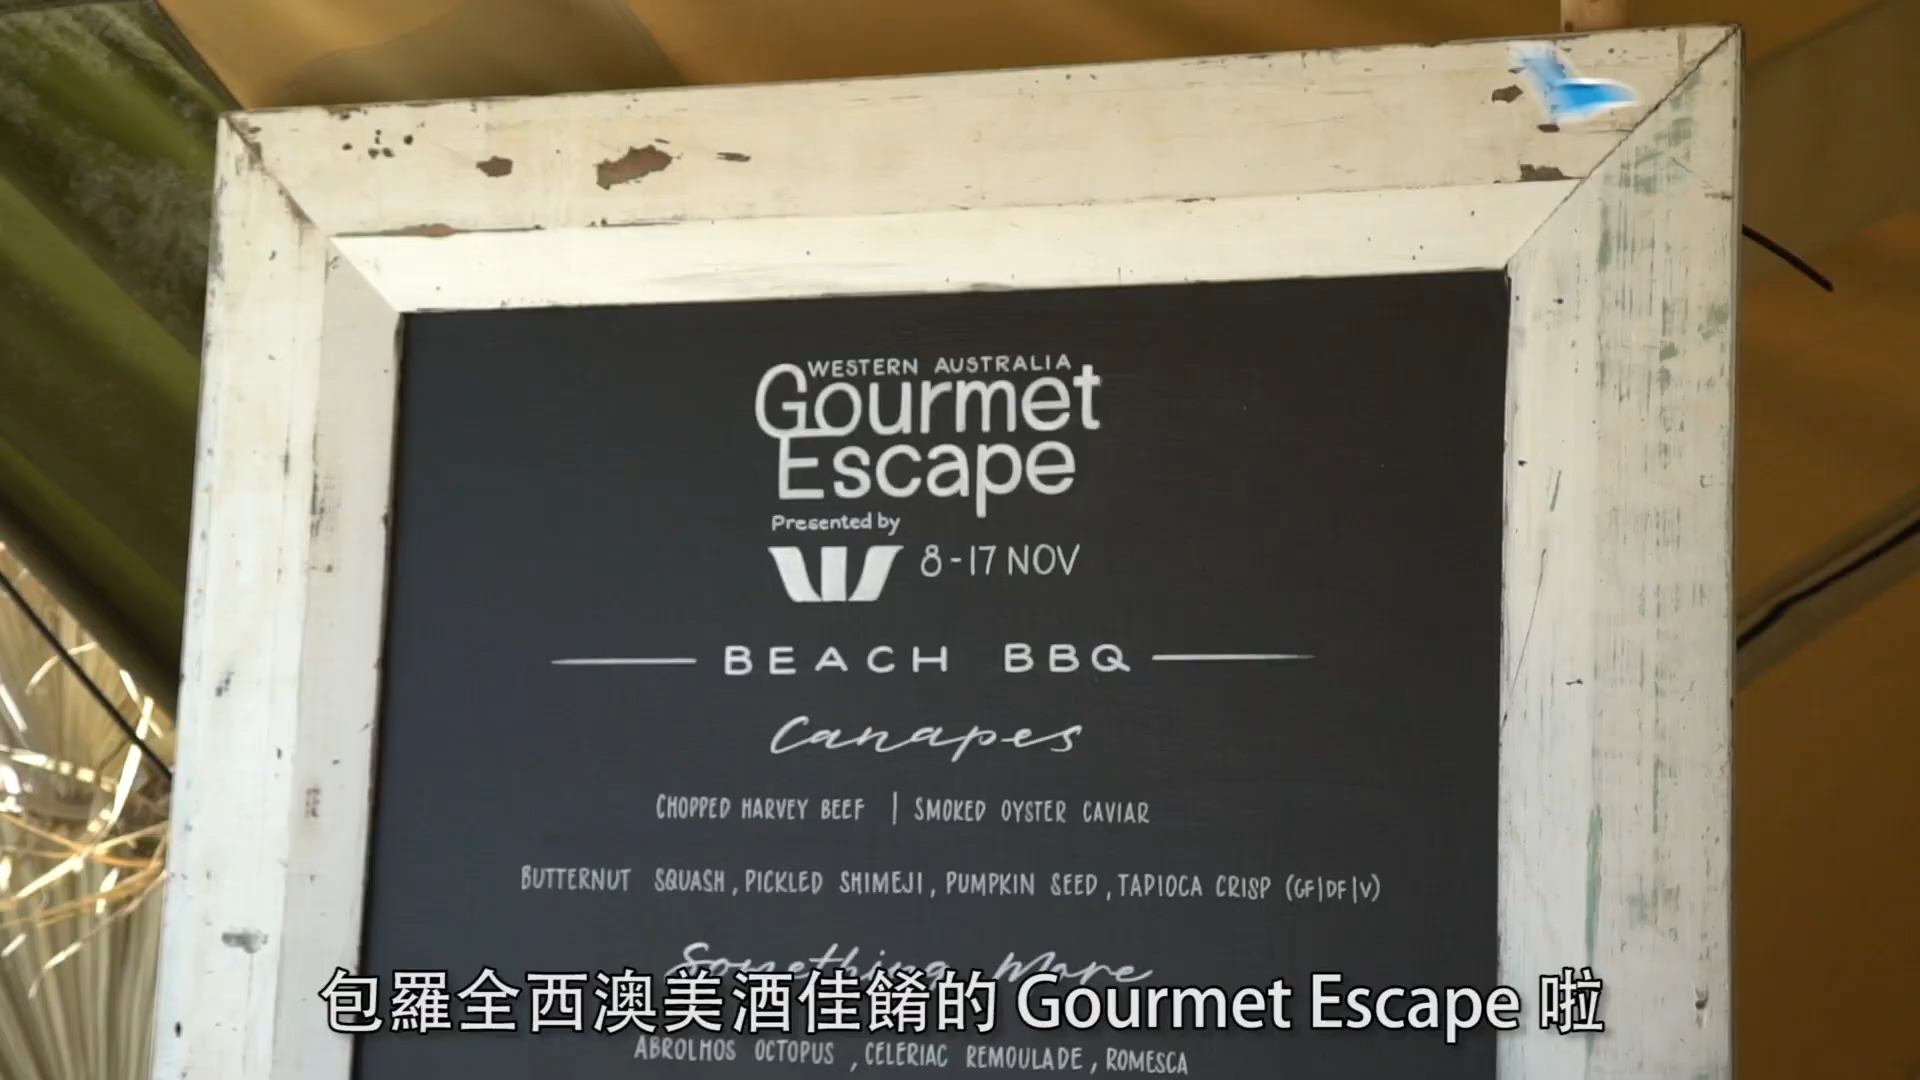 WESTERN AUSTRALIA
Gourmet
Escape
Presented by
8-17 NOV
BEACH BBQ
Canapes
CHOPPED HARVEY BEEF | SMOKED OYSTER CAVIAR
BUTTERNUT SQUASH, PICKLED SHIMEJI, PUMPKIN SEED, TAPIOCA CRISP (GF|DF|V)
Something More
包羅全西澳美酒佳餚的 Gourmet Escape 啦
ABROLHOS OCTOPUS, CELERIAC REMOULADE, ROMESCA